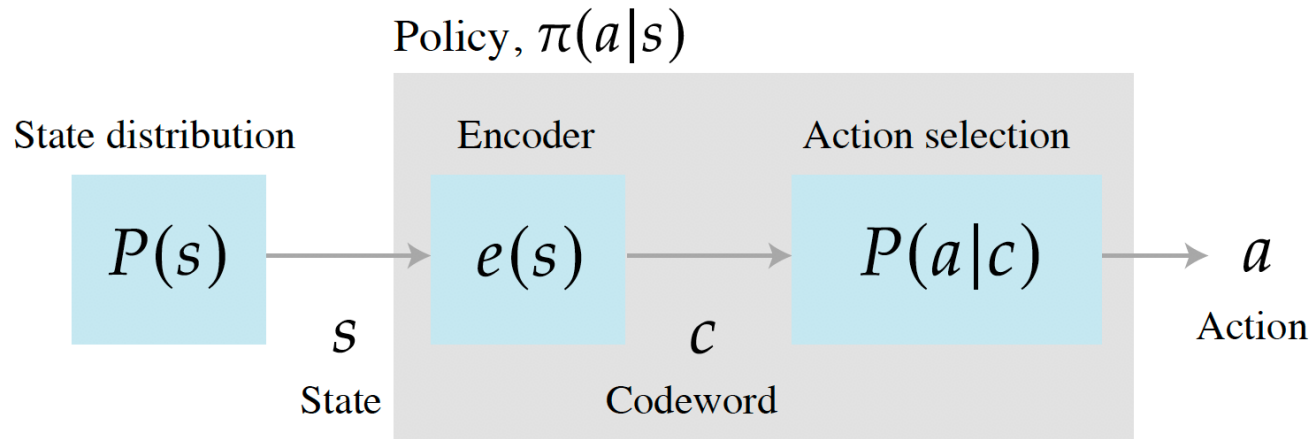 Policy, π(a|s)
State distribution
Encoder
Action selection
P(s)
e(s)
P(a|c)
a
s
c
Action
State
Codeword